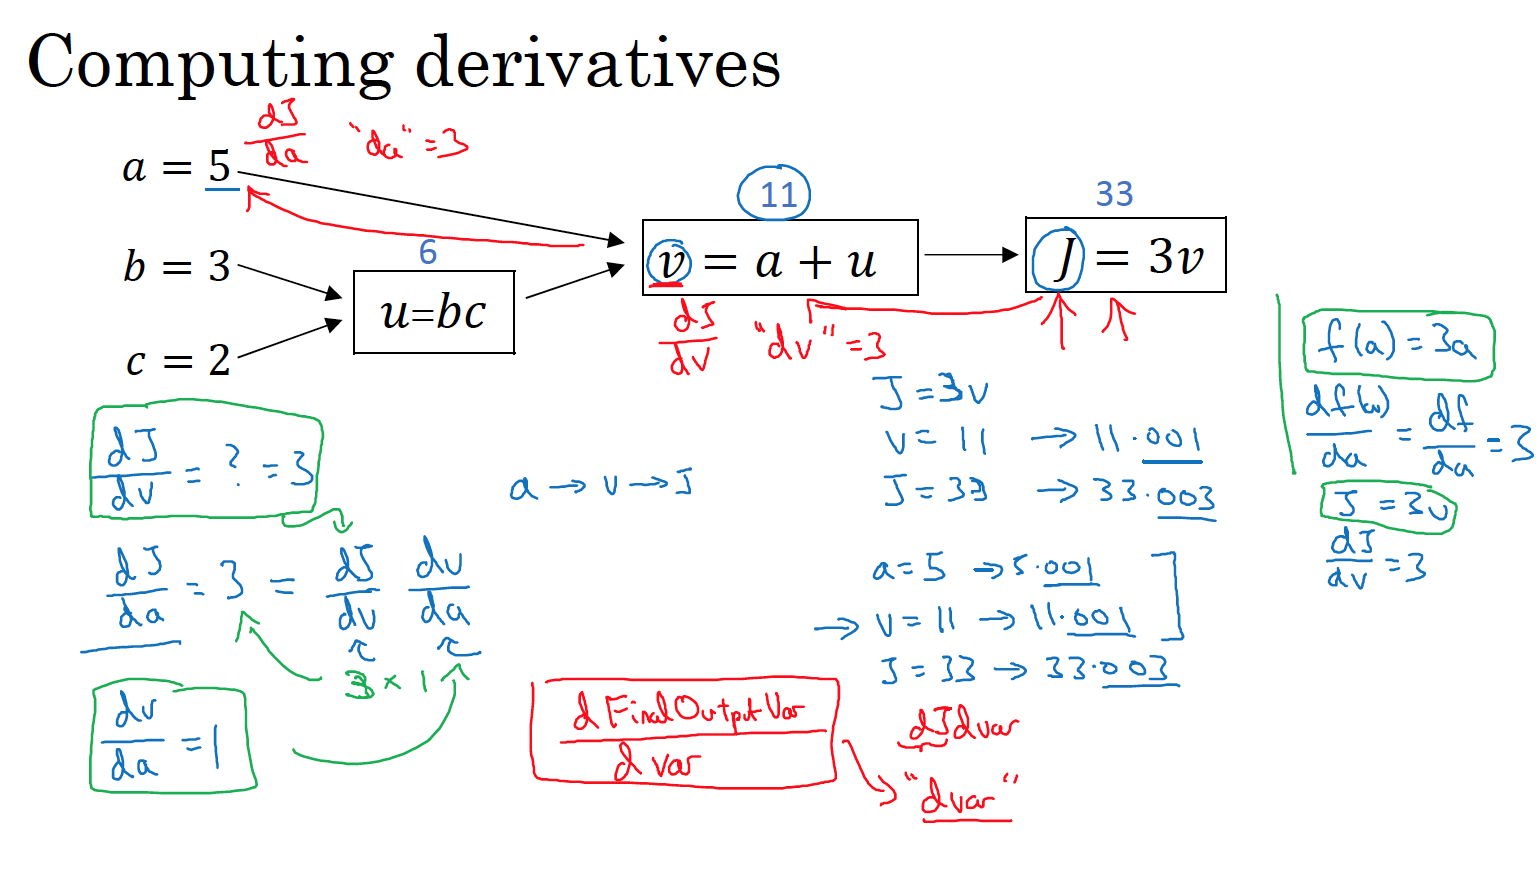 Computing derivatives
dJ/da "da" = 3
a = 5
11
33
b = 3
6
v = a + u
J = 3v
u=bc
c = 2
dJ/dv "dv" = 3
f(a) = 3a
J = 3v
df(a)/da = df/da = 3
dJ/dv = ? = 3
v = 11 → 11.001
a → v → J
J = 33 → 33.003
J = 3v
dJ/dv = 3
dJ/da = 3 = dJ/dv dv/da
a = 5 → 5.001
→ v = 11 → 11.001
3 × 1
J = 33 → 33.003
dv/da = 1
d FinalOutputVar / d var
dJdvar
"dvar"